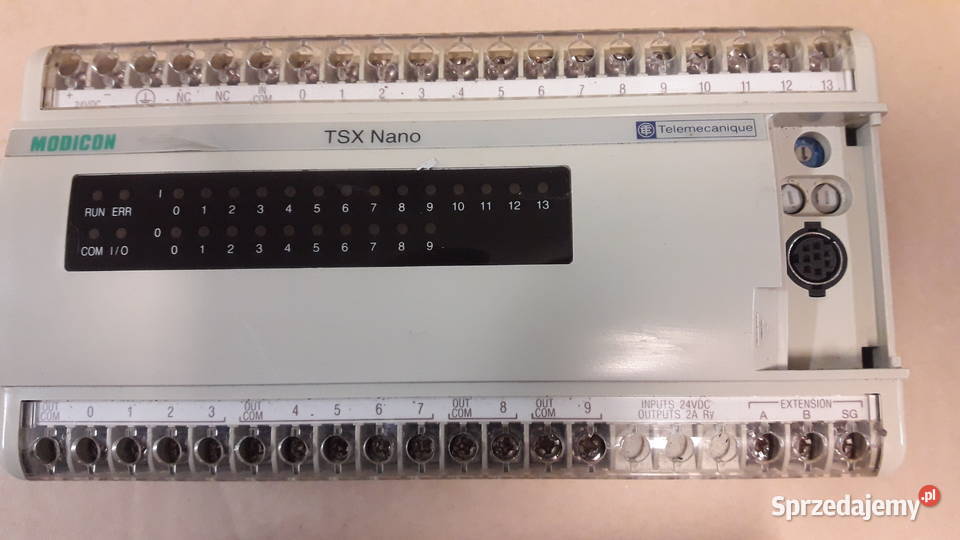 + - NC NC IN COM 0 1 2 3 4 5 6 7 8 9 10 11 12 13
24VDC
MODICON TSX Nano Telemecanique
RUN ERR I 0 1 2 3 4 5 6 7 8 9 10 11 12 13
COM I/O 0 0 1 2 3 4 5 6 7 8 9
OUT COM 0 1 2 3 OUT COM 4 5 6 7 OUT COM 8 OUT COM 9 INPUTS 24VDC EXTENSION
OUTPUTS 2A Ry A B SG
Sprzedajemy.pl